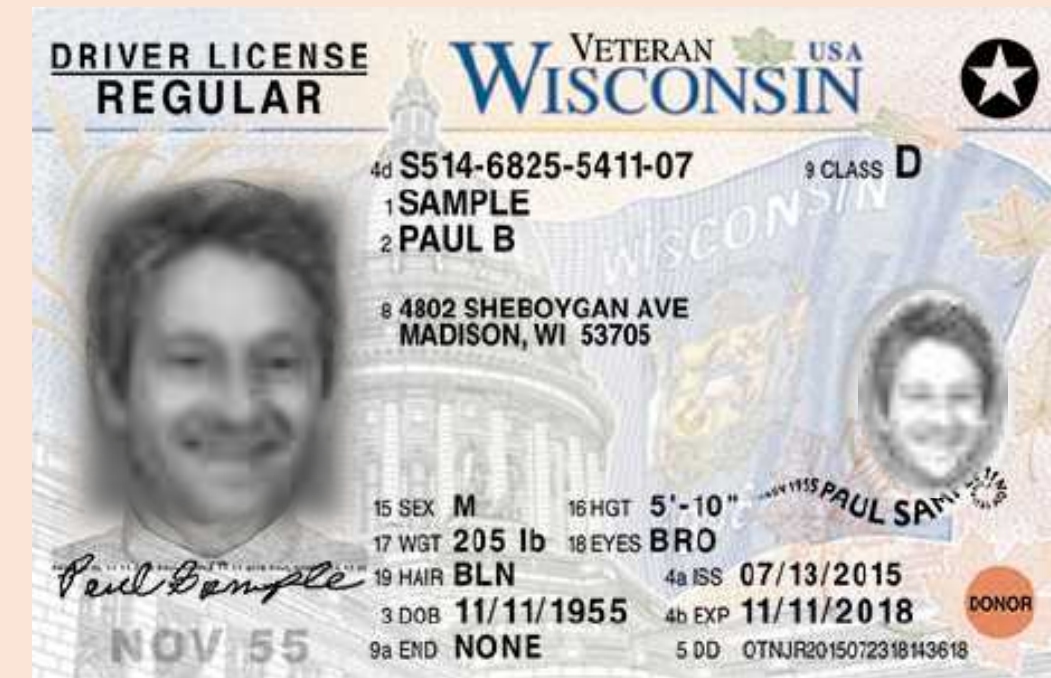 DRIVER LICENSE
REGULAR
VETERAN USA
WISCONSIN
4d S514-6825-5411-07
9 CLASS D
1 SAMPLE
2 PAUL B
8 4802 SHEBOYGAN AVE
MADISON, WI 53705
WISCONSIN
15 SEX M 16 HGT 5'-10"
17 WGT 205 lb 18 EYES BRO
19 HAIR BLN 4a ISS 07/13/2015
3 DOB 11/11/1955 4b EXP 11/11/2018
9a END NONE 5 DD OTNJR2015072318143618
1955 PAUL
DONOR
Paul Sample
NOV 55